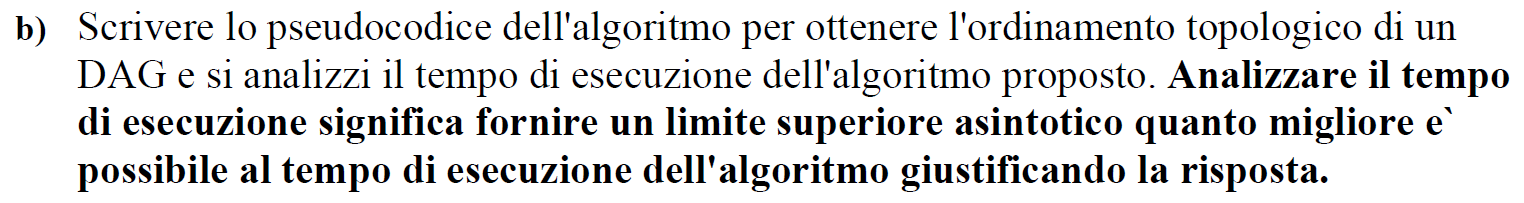 b) Scrivere lo pseudocodice dell'algoritmo per ottenere l'ordinamento topologico di un
DAG e si analizzi il tempo di esecuzione dell'algoritmo proposto. Analizzare il tempo
di esecuzione significa fornire un limite superiore asintotico quanto migliore e`
possibile al tempo di esecuzione dell'algoritmo giustificando la risposta.